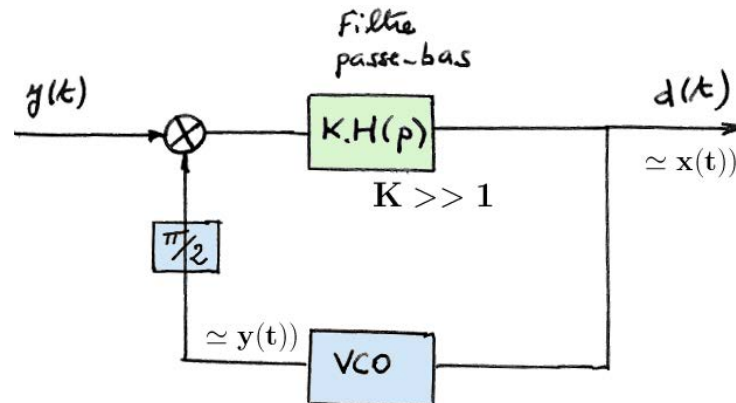 Filtre
passe-bas
y(t)
d(t)
K.H(p)
≃ x(t))
K >> 1
π/2
≃ y(t))
VCO